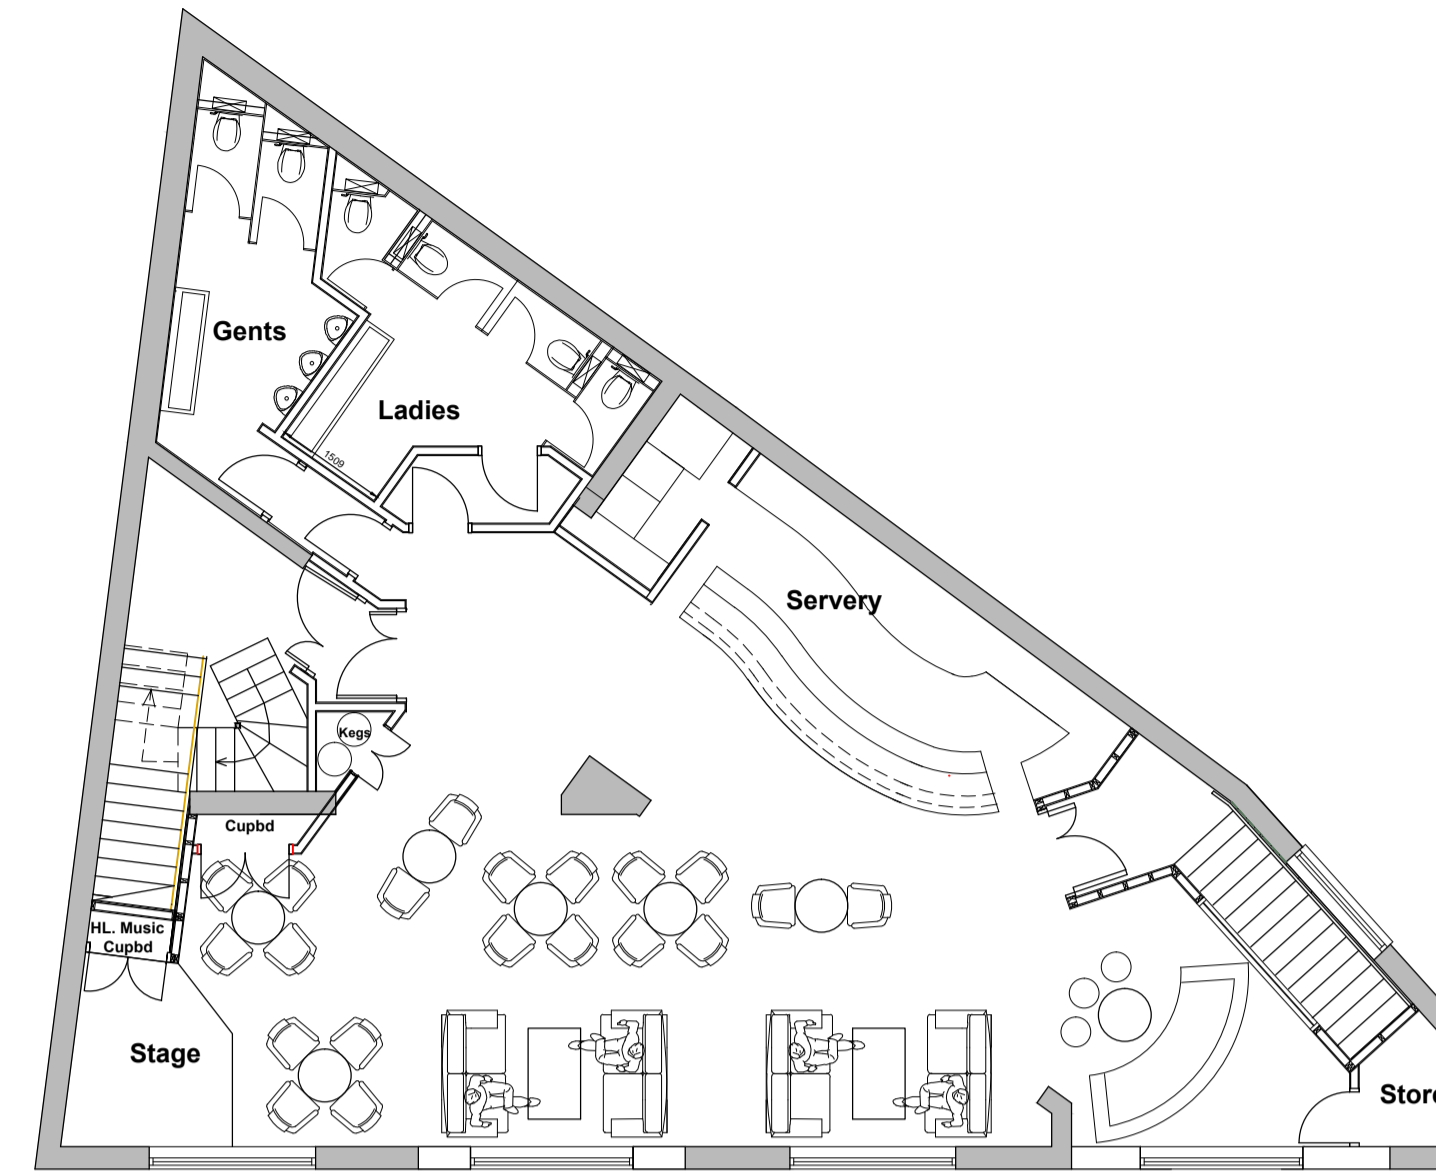 Gents
Ladies
1509
Servery
Kegs
Cupbd
HL. Music
Cupbd
Stage
Store